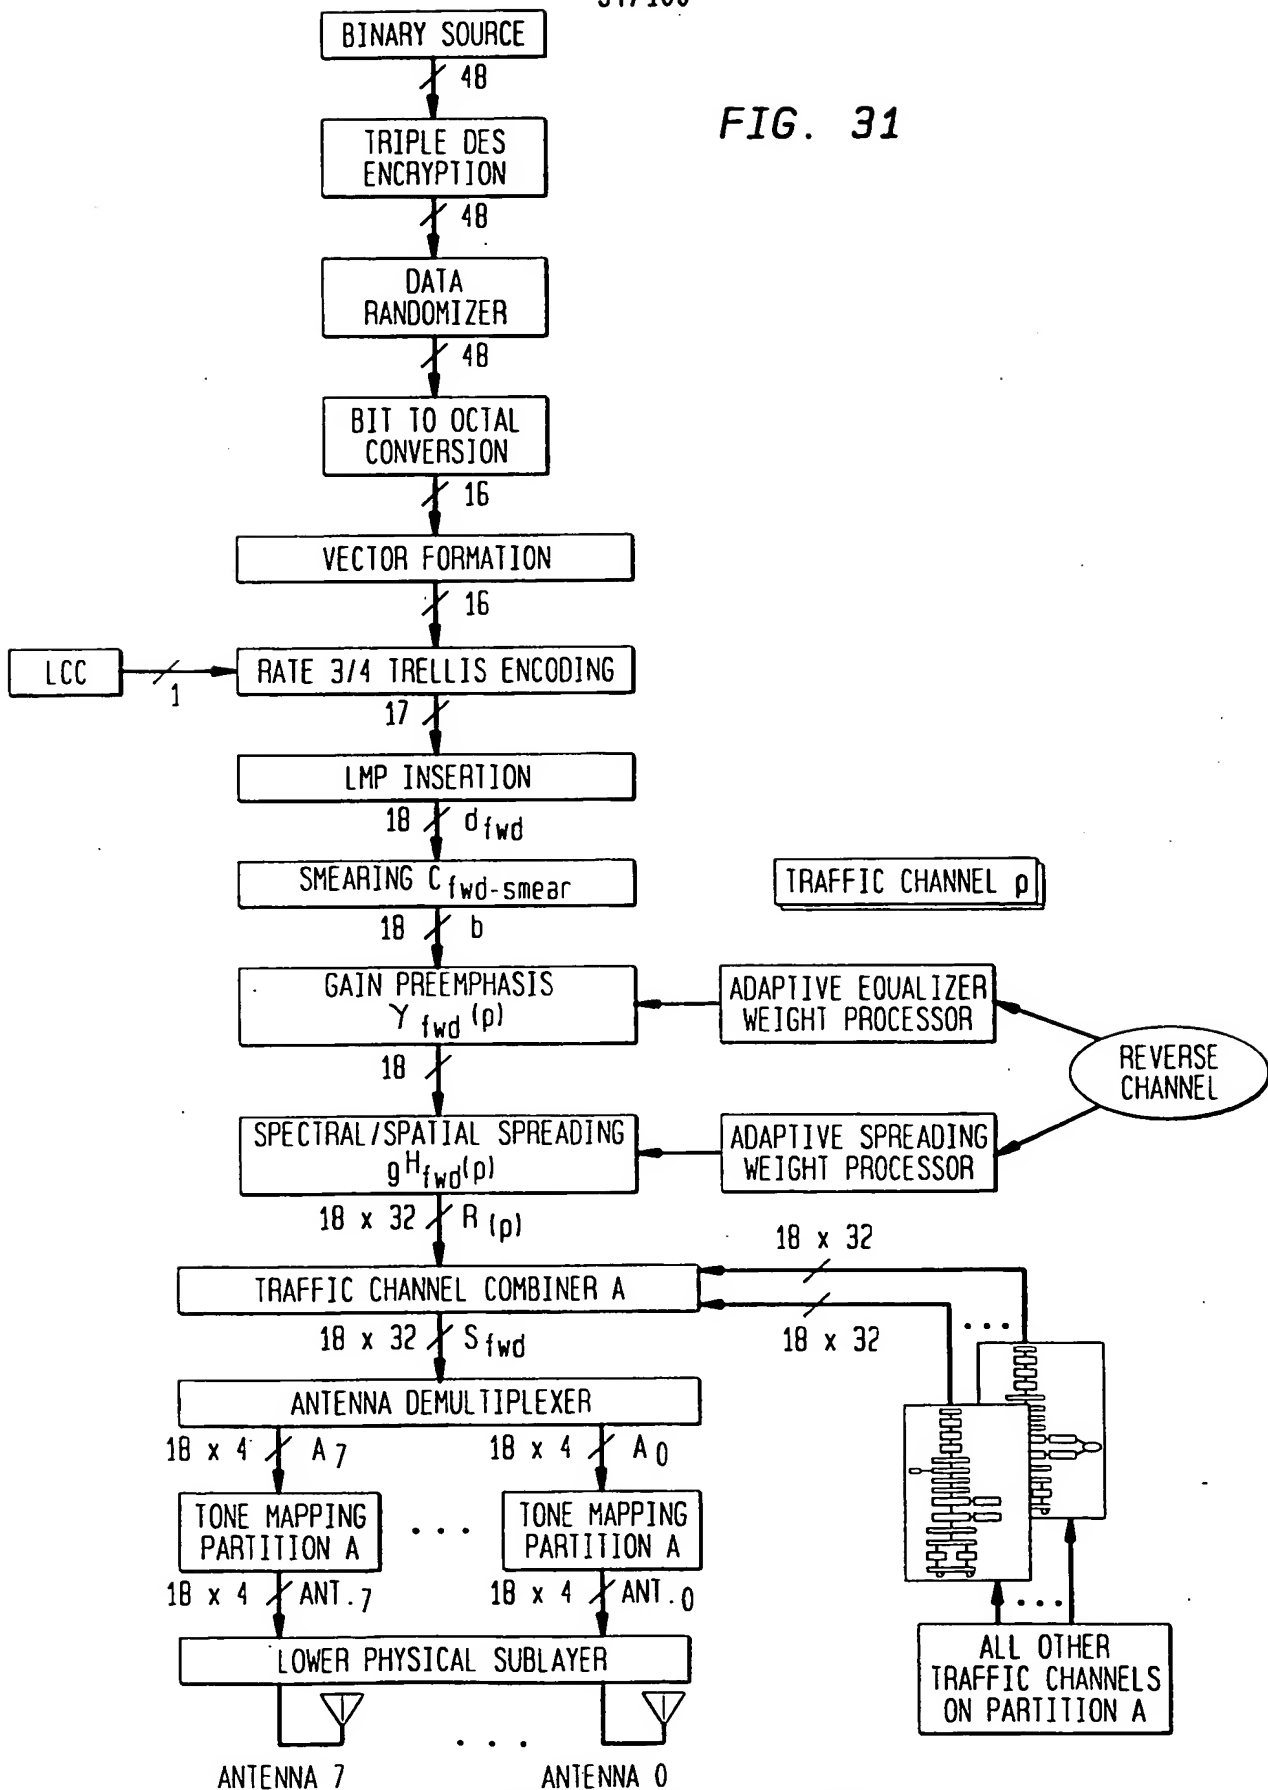 BINARY SOURCE
48
FIG. 31
TRIPLE DES
ENCRYPTION
48
DATA
RANDOMIZER
48
BIT TO OCTAL
CONVERSION
16
VECTOR FORMATION
16
LCC
1
RATE 3/4 TRELLIS ENCODING
17
LMP INSERTION
18 d fwd
SMEARING C fwd-smear
TRAFFIC CHANNEL p
18 b
GAIN PREEMPHASIS
γ fwd (p)
ADAPTIVE EQUALIZER
WEIGHT PROCESSOR
18
REVERSE
CHANNEL
SPECTRAL/SPATIAL SPREADING
g H fwd (p)
ADAPTIVE SPREADING
WEIGHT PROCESSOR
18 x 32 R (p)
18 x 32
TRAFFIC CHANNEL COMBINER A
18 x 32 S fwd
18 x 32
. . .
ANTENNA DEMULTIPLEXER
18 x 4 A 7
18 x 4 A 0
TONE MAPPING
PARTITION A
. . .
TONE MAPPING
PARTITION A
18 x 4 ANT. 7
18 x 4 ANT. 0
. . .
LOWER PHYSICAL SUBLAYER
ALL OTHER
TRAFFIC CHANNELS
ON PARTITION A
. . .
ANTENNA 7
ANTENNA 0